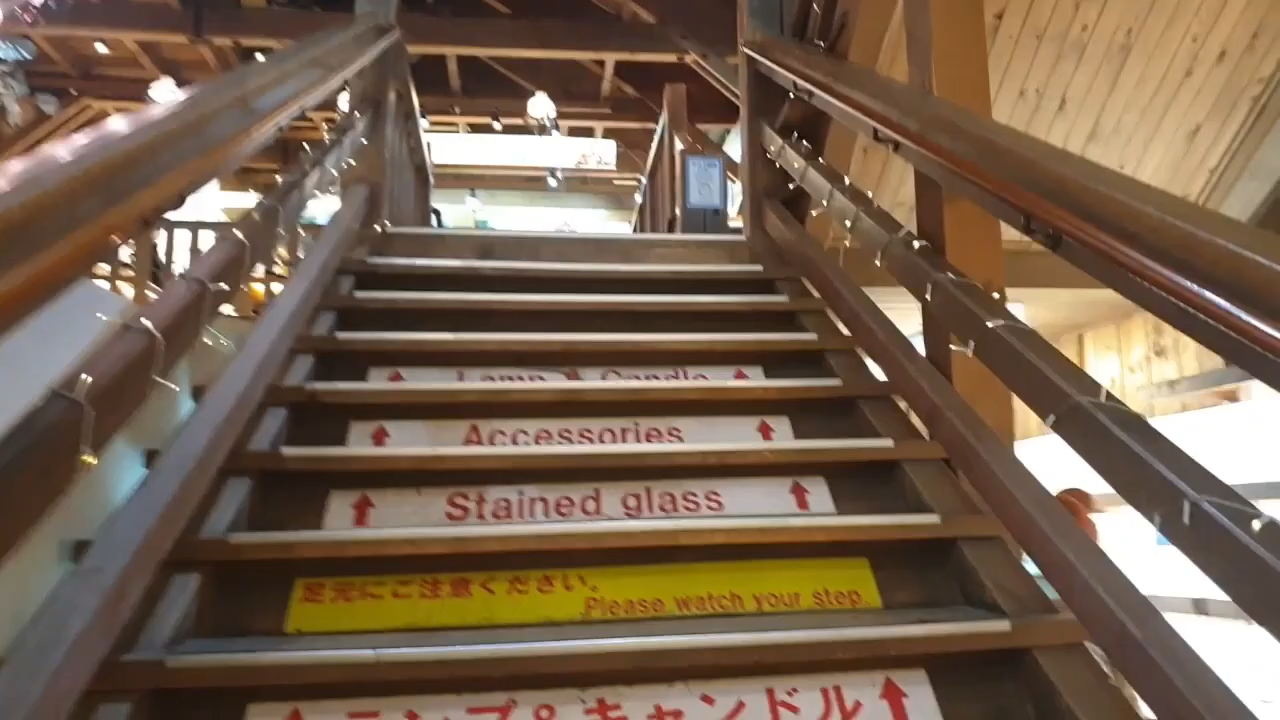 Lamp & Candle
Accessories
Stained glass
足元にご注意ください。
Please watch your step.
ランプ&キャンドル